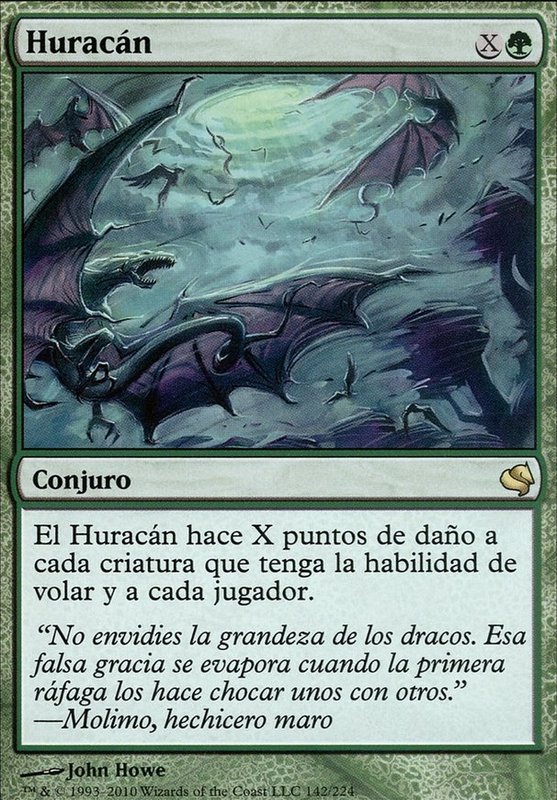 Huracán X
Conjuro
El Huracán hace X puntos de daño a
cada criatura que tenga la habilidad de
volar y a cada jugador.
“No envidies la grandeza de los dracos. Esa
falsa gracia se evapora cuando la primera
ráfaga los hace chocar unos con otros.”
—Molimo, hechicero maro
John Howe
™ & © 1993–2010 Wizards of the Coast LLC 142/224